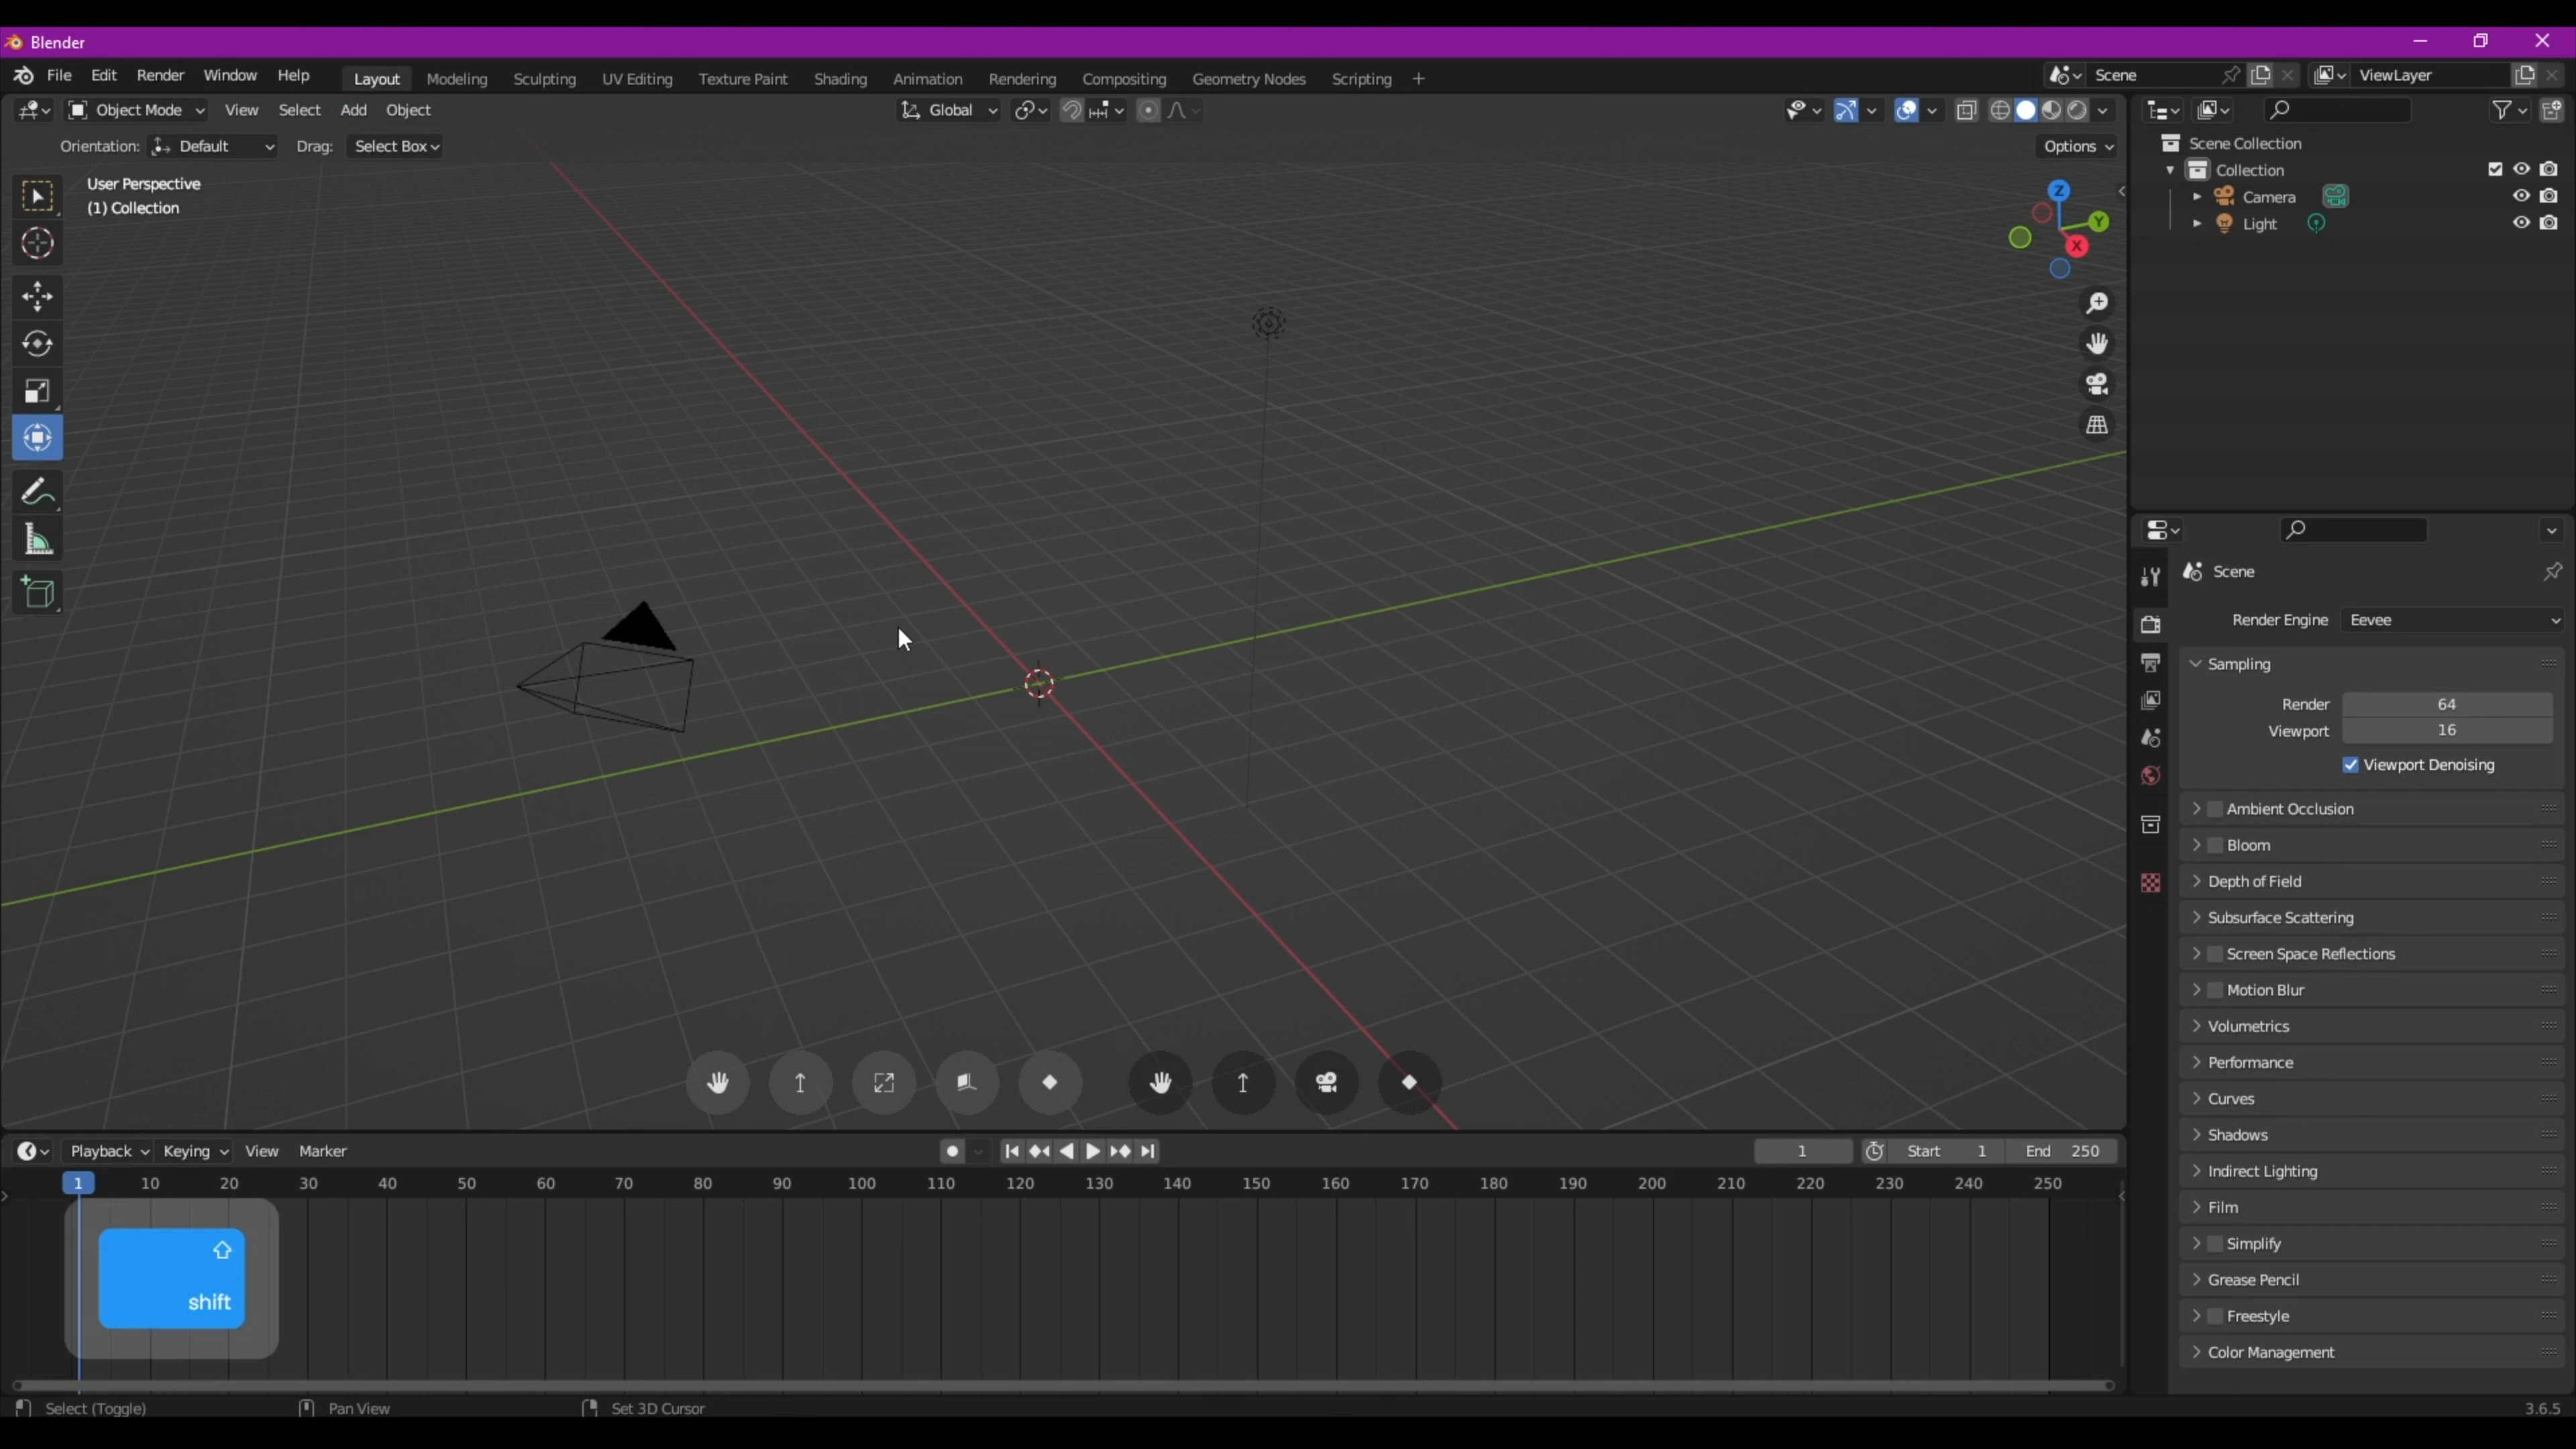 Blender
File Edit Render Window Help Layout Modeling Sculpting UV Editing Texture Paint Shading Animation Rendering Compositing Geometry Nodes Scripting + Scene ViewLayer
Object Mode View Select Add Object Global
Orientation: Default Drag: Select Box Options
User Perspective
(1) Collection
Z
Y
X
Scene Collection
Collection
Camera
Light
Scene
Render Engine Eevee
Sampling
Render 64
Viewport 16
Viewport Denoising
Ambient Occlusion
Bloom
Depth of Field
Subsurface Scattering
Screen Space Reflections
Motion Blur
Volumetrics
Performance
Curves
Shadows
Indirect Lighting
Film
Simplify
Grease Pencil
Freestyle
Color Management
Playback Keying View Marker 1 Start 1 End 250
1 10 20 30 40 50 60 70 80 90 100 110 120 130 140 150 160 170 180 190 200 210 220 230 240 250
shift
Select (Toggle) Pan View Set 3D Cursor 3.6.5